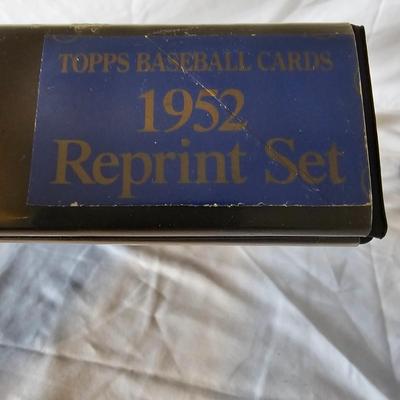 TOPPS BASEBALL CARDS
1952
Reprint Set